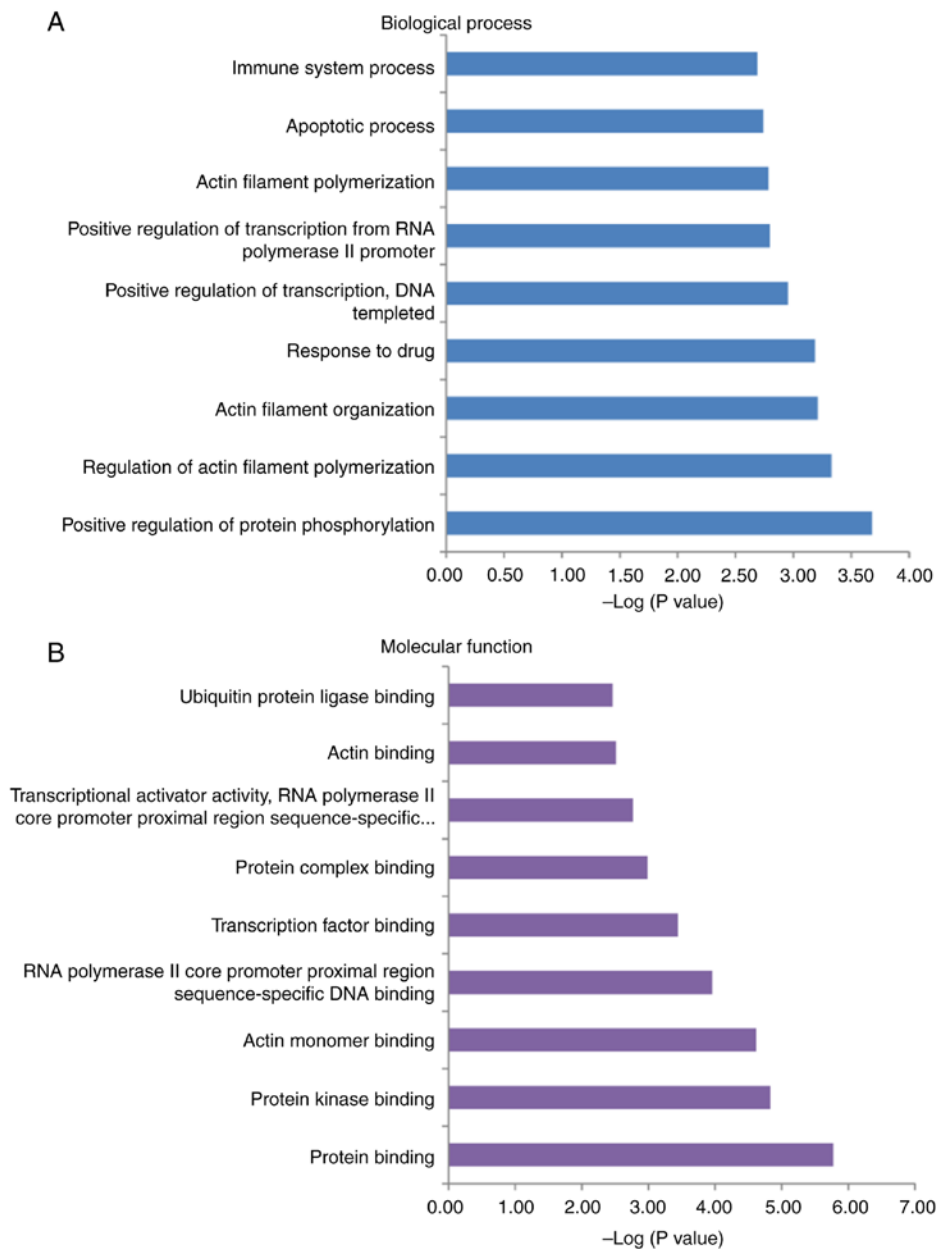 A
Biological process
Immune system process
Apoptotic process
Actin filament polymerization
Positive regulation of transcription from RNA
polymerase II promoter
Positive regulation of transcription, DNA
templeted
Response to drug
Actin filament organization
Regulation of actin filament polymerization
Positive regulation of protein phosphorylation
0.00 0.50 1.00 1.50 2.00 2.50 3.00 3.50 4.00
–Log (P value)
B
Molecular function
Ubiquitin protein ligase binding
Actin binding
Transcriptional activator activity, RNA polymerase II
core promoter proximal region sequence-specific...
Protein complex binding
Transcription factor binding
RNA polymerase II core promoter proximal region
sequence-specific DNA binding
Actin monomer binding
Protein kinase binding
Protein binding
0.00 1.00 2.00 3.00 4.00 5.00 6.00 7.00
–Log (P value)